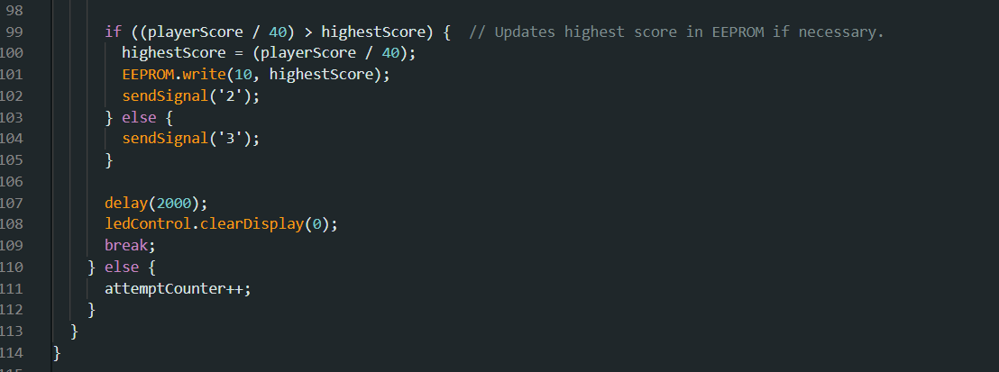 98
99 if ((playerScore / 40) > highestScore) { // Updates highest score in EEPROM if necessary.
100 highestScore = (playerScore / 40);
101 EEPROM.write(10, highestScore);
102 sendSignal('2');
103 } else {
104 sendSignal('3');
105 }
106
107 delay(2000);
108 ledControl.clearDisplay(0);
109 break;
110 } else {
111 attemptCounter++;
112 }
113 }
114 }